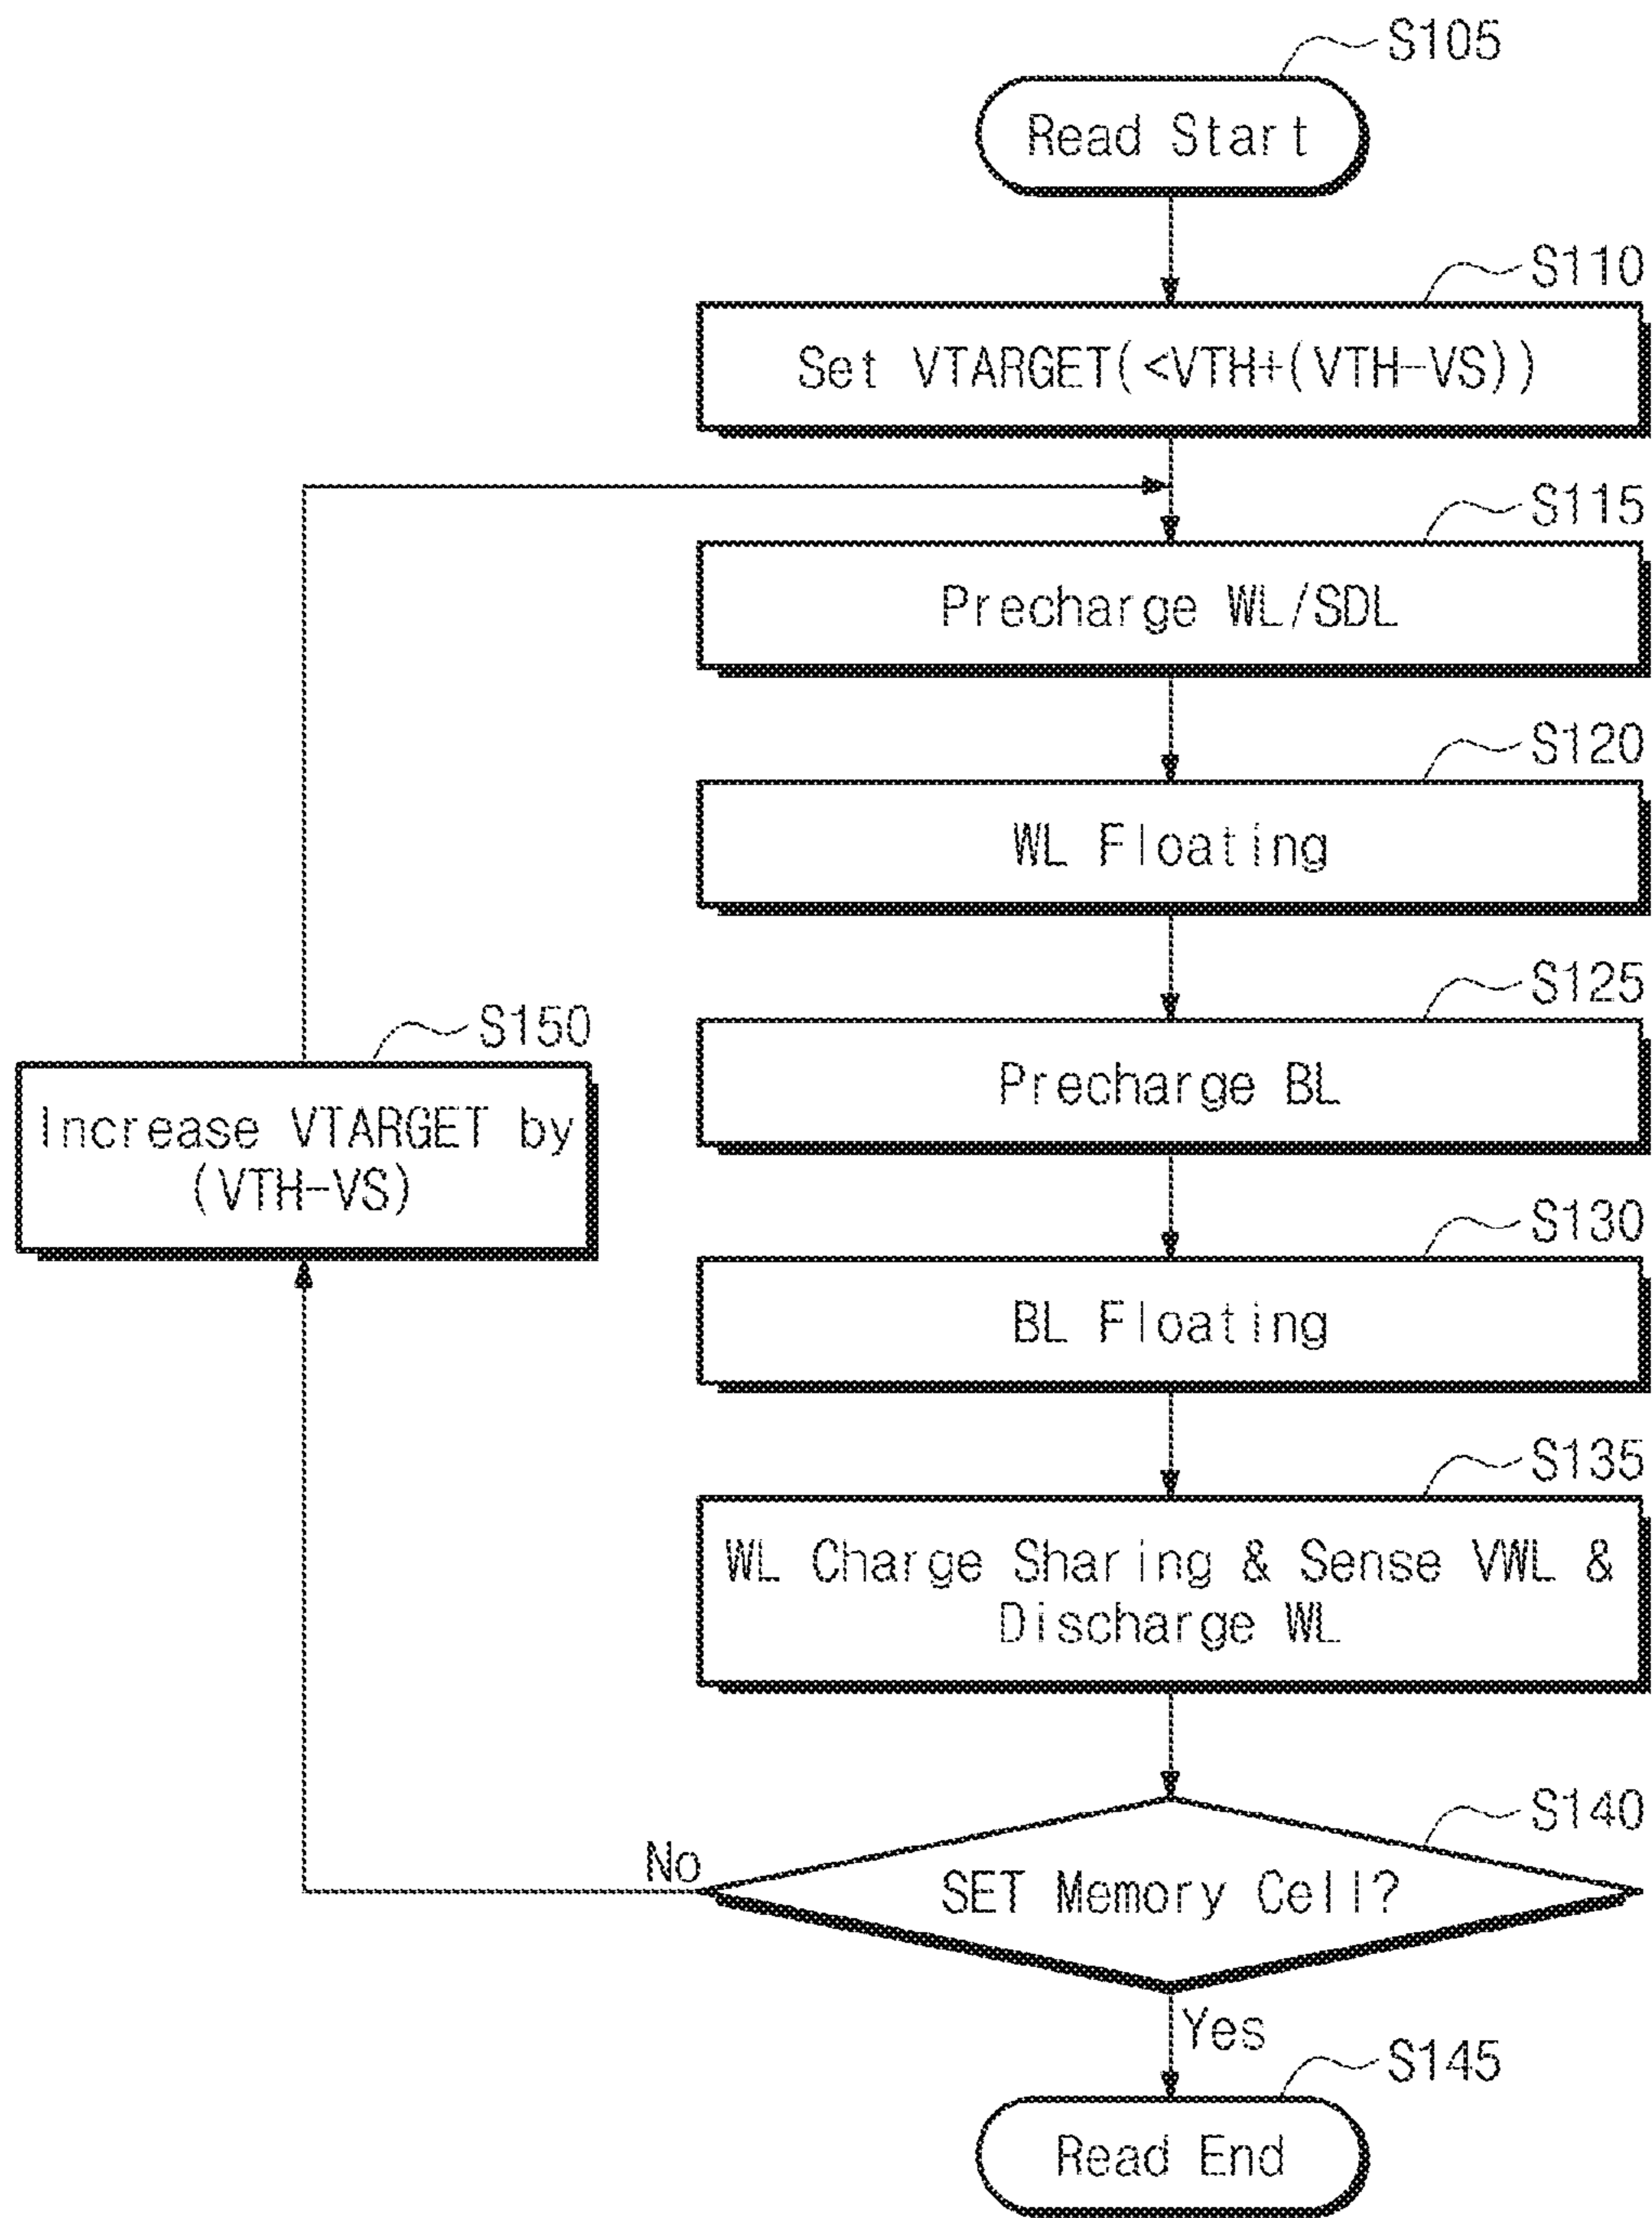 S105
Read Start
S110
Set VTARGET(<VTH+(VTH-VS))
S115
Precharge WL/SDL
S120
WL Floating
S125
Precharge BL
S150
Increase VTARGET by
(VTH-VS)
S130
BL Floating
S135
WL Charge Sharing & Sense VWL &
Discharge WL
S140
No
SET Memory Cell?
Yes
S145
Read End